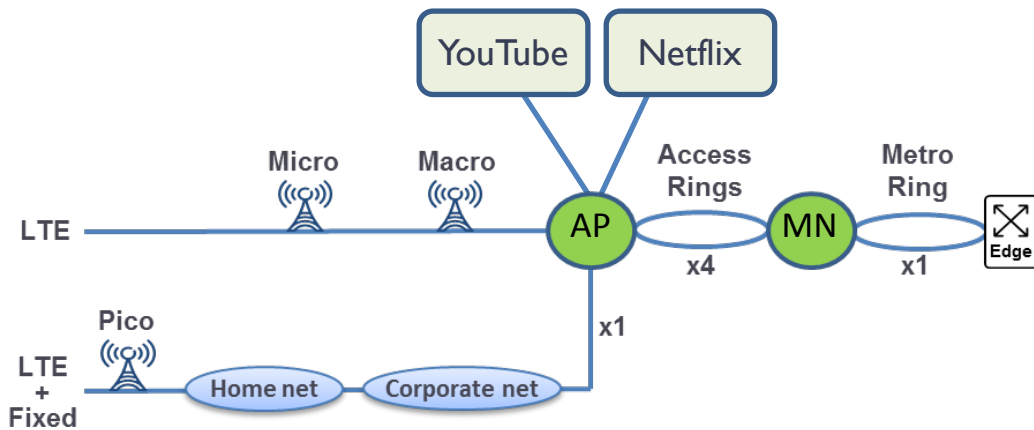 YouTube
Netflix
Micro
Macro
Access
Rings
Metro
Ring
LTE
AP
MN
x4
x1
Edge
Pico
x1
LTE
+
Fixed
Home net
Corporate net